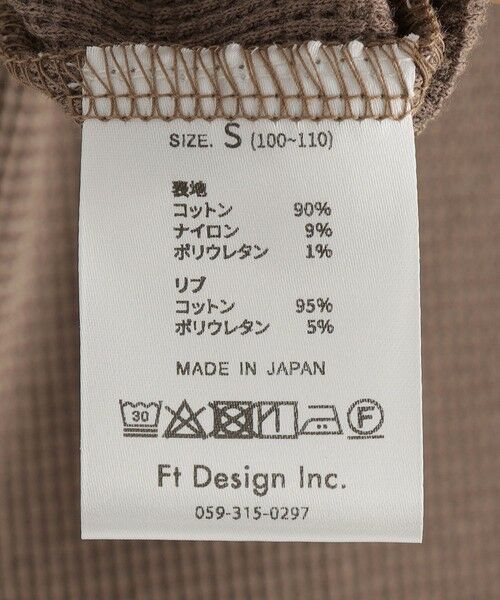 SIZE. S (100~110)
表地
コットン 90%
ナイロン 9%
ポリウレタン 1%
リブ
コットン 95%
ポリウレタン 5%
MADE IN JAPAN
30 F
Ft Design Inc.
059-315-0297